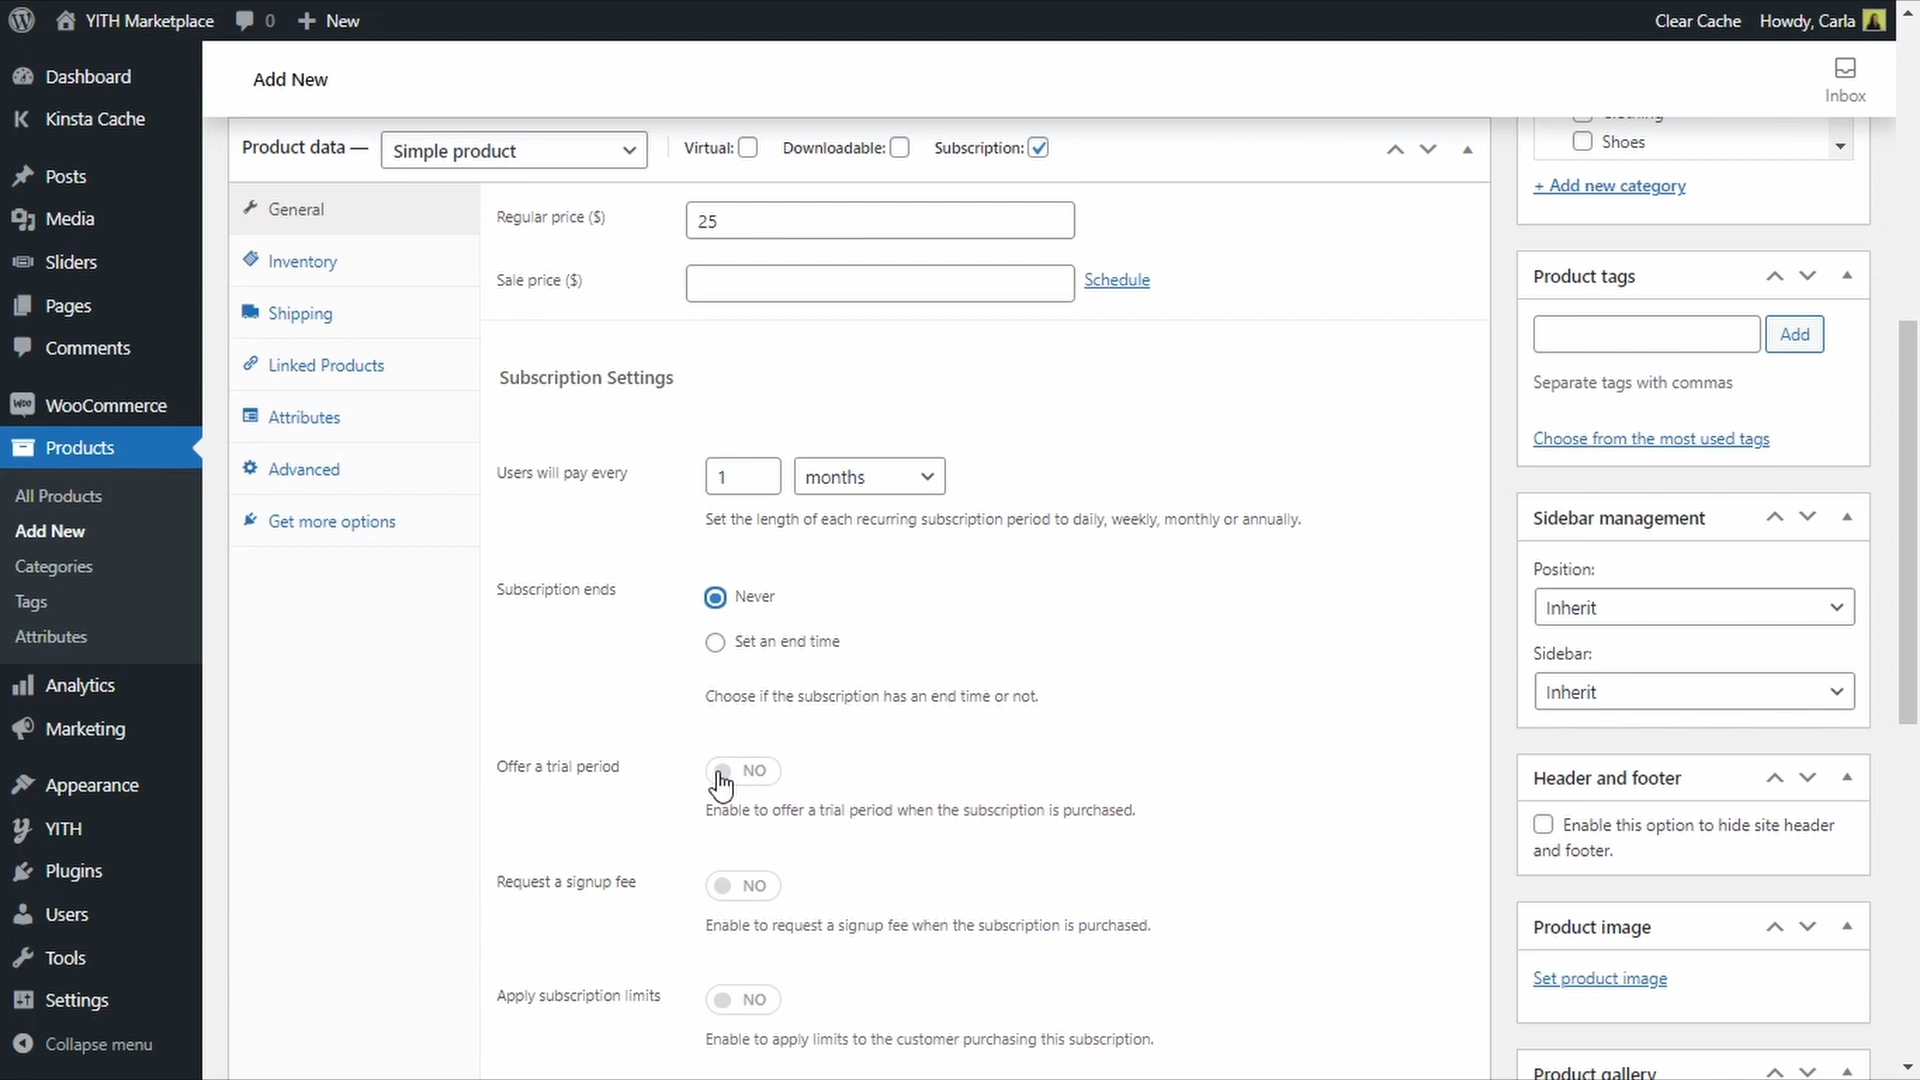 YITH Marketplace
0
New
Clear Cache
Howdy, Carla
Dashboard
Kinsta Cache
Posts
Media
Sliders
Pages
Comments
WooCommerce
Products
All Products
Add New
Categories
Tags
Attributes
Analytics
Marketing
Appearance
YITH
Plugins
Users
Tools
Settings
Collapse menu
Add New
Inbox
Product data —
Simple product
Virtual:
Downloadable:
Subscription:
General
Inventory
Shipping
Linked Products
Attributes
Advanced
Get more options
Regular price ($)
25
Sale price ($)
Schedule
Subscription Settings
Users will pay every
1
months
Set the length of each recurring subscription period to daily, weekly, monthly or annually.
Subscription ends
Never
Set an end time
Choose if the subscription has an end time or not.
Offer a trial period
NO
Enable to offer a trial period when the subscription is purchased.
Request a signup fee
NO
Enable to request a signup fee when the subscription is purchased.
Apply subscription limits
NO
Enable to apply limits to the customer purchasing this subscription.
Clothing
Shoes
+ Add new category
Product tags
Add
Separate tags with commas
Choose from the most used tags
Sidebar management
Position:
Inherit
Sidebar:
Inherit
Header and footer
Enable this option to hide site header
and footer.
Product image
Set product image
Product gallery